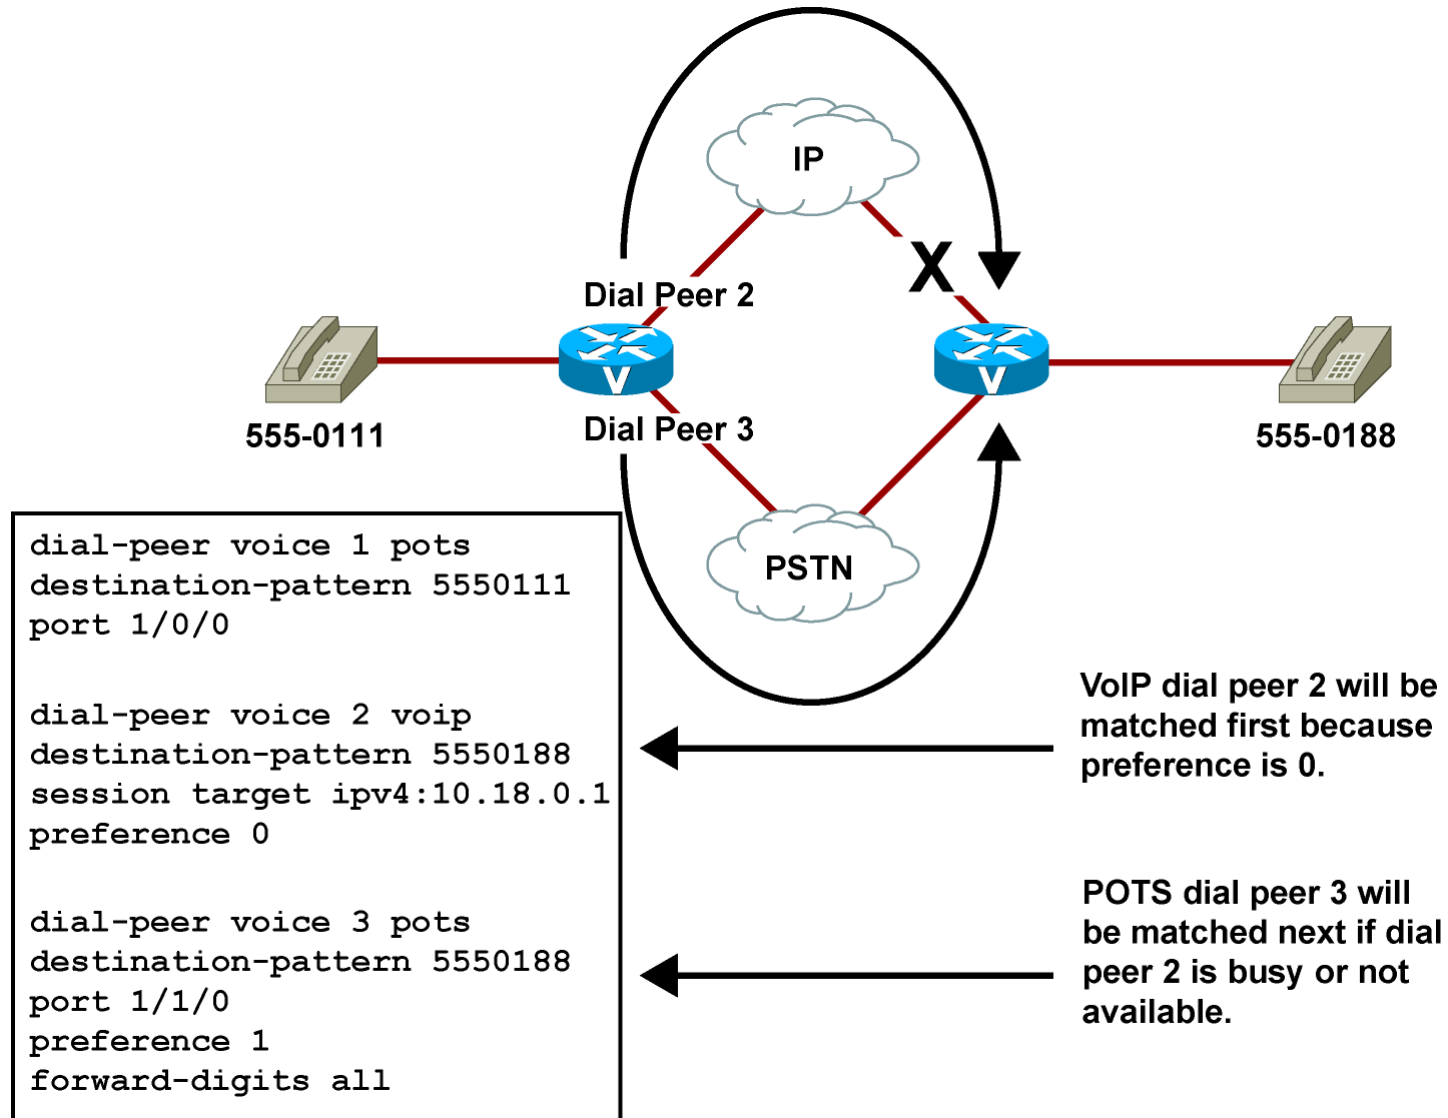 IP
X
Dial Peer 2
V
V
Dial Peer 3
555-0111
555-0188
PSTN
dial-peer voice 1 pots
destination-pattern 5550111
port 1/0/0
dial-peer voice 2 voip
destination-pattern 5550188
session target ipv4:10.18.0.1
preference 0
dial-peer voice 3 pots
destination-pattern 5550188
port 1/1/0
preference 1
forward-digits all
VoIP dial peer 2 will be
matched first because
preference is 0.
POTS dial peer 3 will
be matched next if dial
peer 2 is busy or not
available.